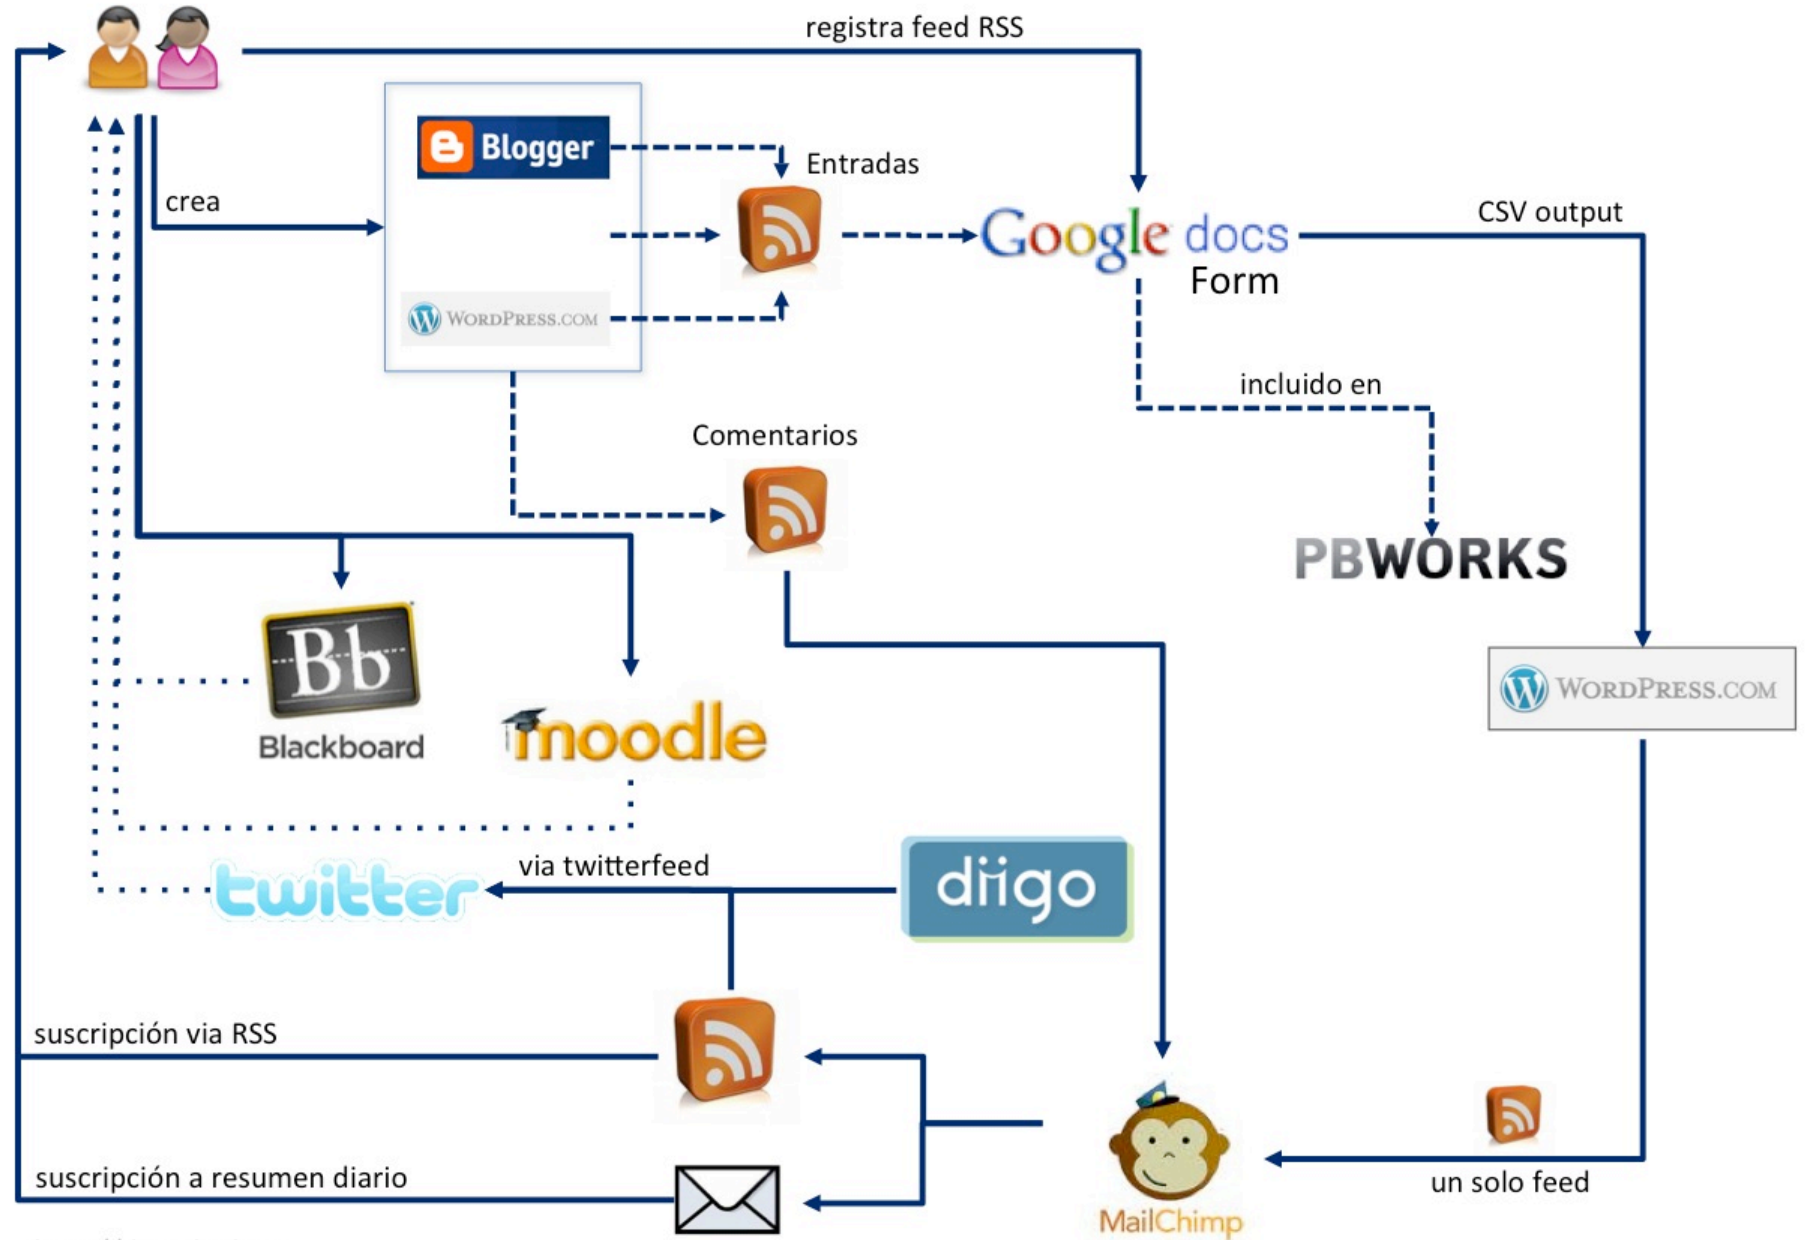 registra feed RSS
Blogger
Entradas
crea
CSV output
Google docs
Form
WORDPRESS.COM
incluido en
Comentarios
PBWORKS
Bb
Blackboard
moodle
WORDPRESS.COM
via twitterfeed
twitter
diigo
suscripción via RSS
suscripción a resumen diario
un solo feed
MailChimp